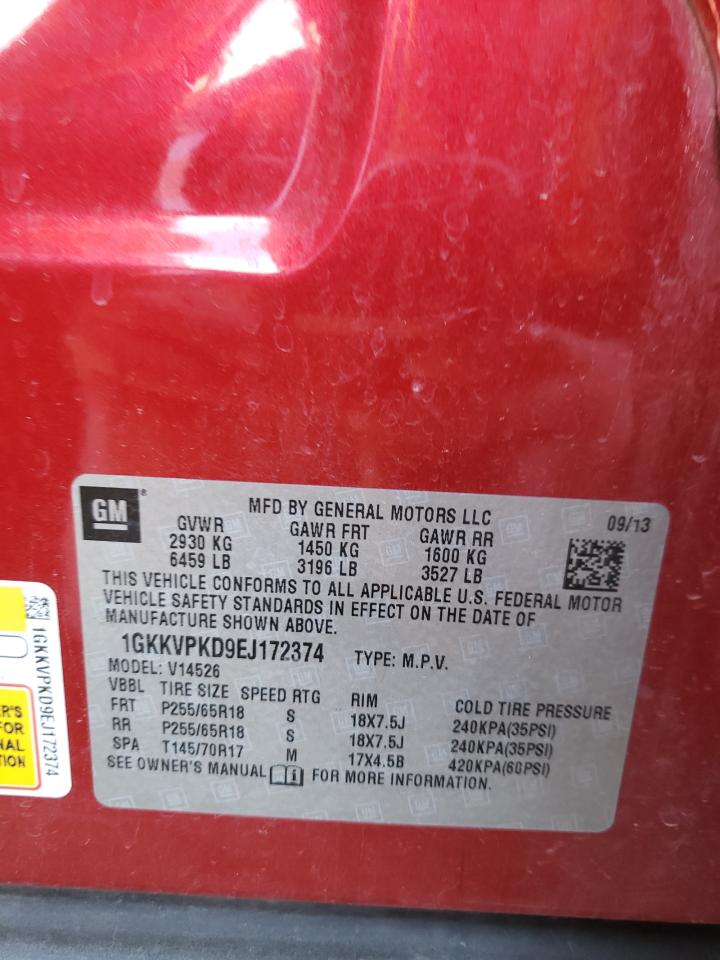 GM
MFD BY GENERAL MOTORS LLC 09/13
GVWR GAWR FRT GAWR RR
2930 KG 1450 KG 1600 KG
6459 LB 3196 LB 3527 LB
THIS VEHICLE CONFORMS TO ALL APPLICABLE U.S. FEDERAL MOTOR
VEHICLE SAFETY STANDARDS IN EFFECT ON THE DATE OF
MANUFACTURE SHOWN ABOVE.
1GKKVPKD9EJ172374 TYPE: M.P.V.
MODEL: V14526
VBBL TIRE SIZE SPEED RTG RIM COLD TIRE PRESSURE
FRT P255/65R18 S 18X7.5J 240KPA(35PSI)
RR P255/65R18 S 18X7.5J 240KPA(35PSI)
SPA T145/70R17 M 17X4.5B 420KPA(60PSI)
SEE OWNER'S MANUAL FOR MORE INFORMATION.
1GKKVPKD9EJ172374
FOR